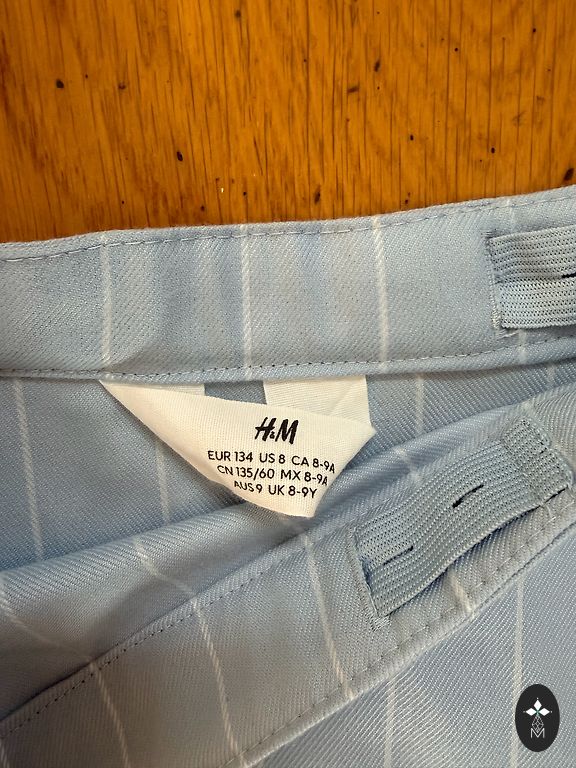 H&M
EUR 134 US 8 CA 8-9A
CN 135/60 MX 8-9A
AUS 9 UK 8-9Y
M